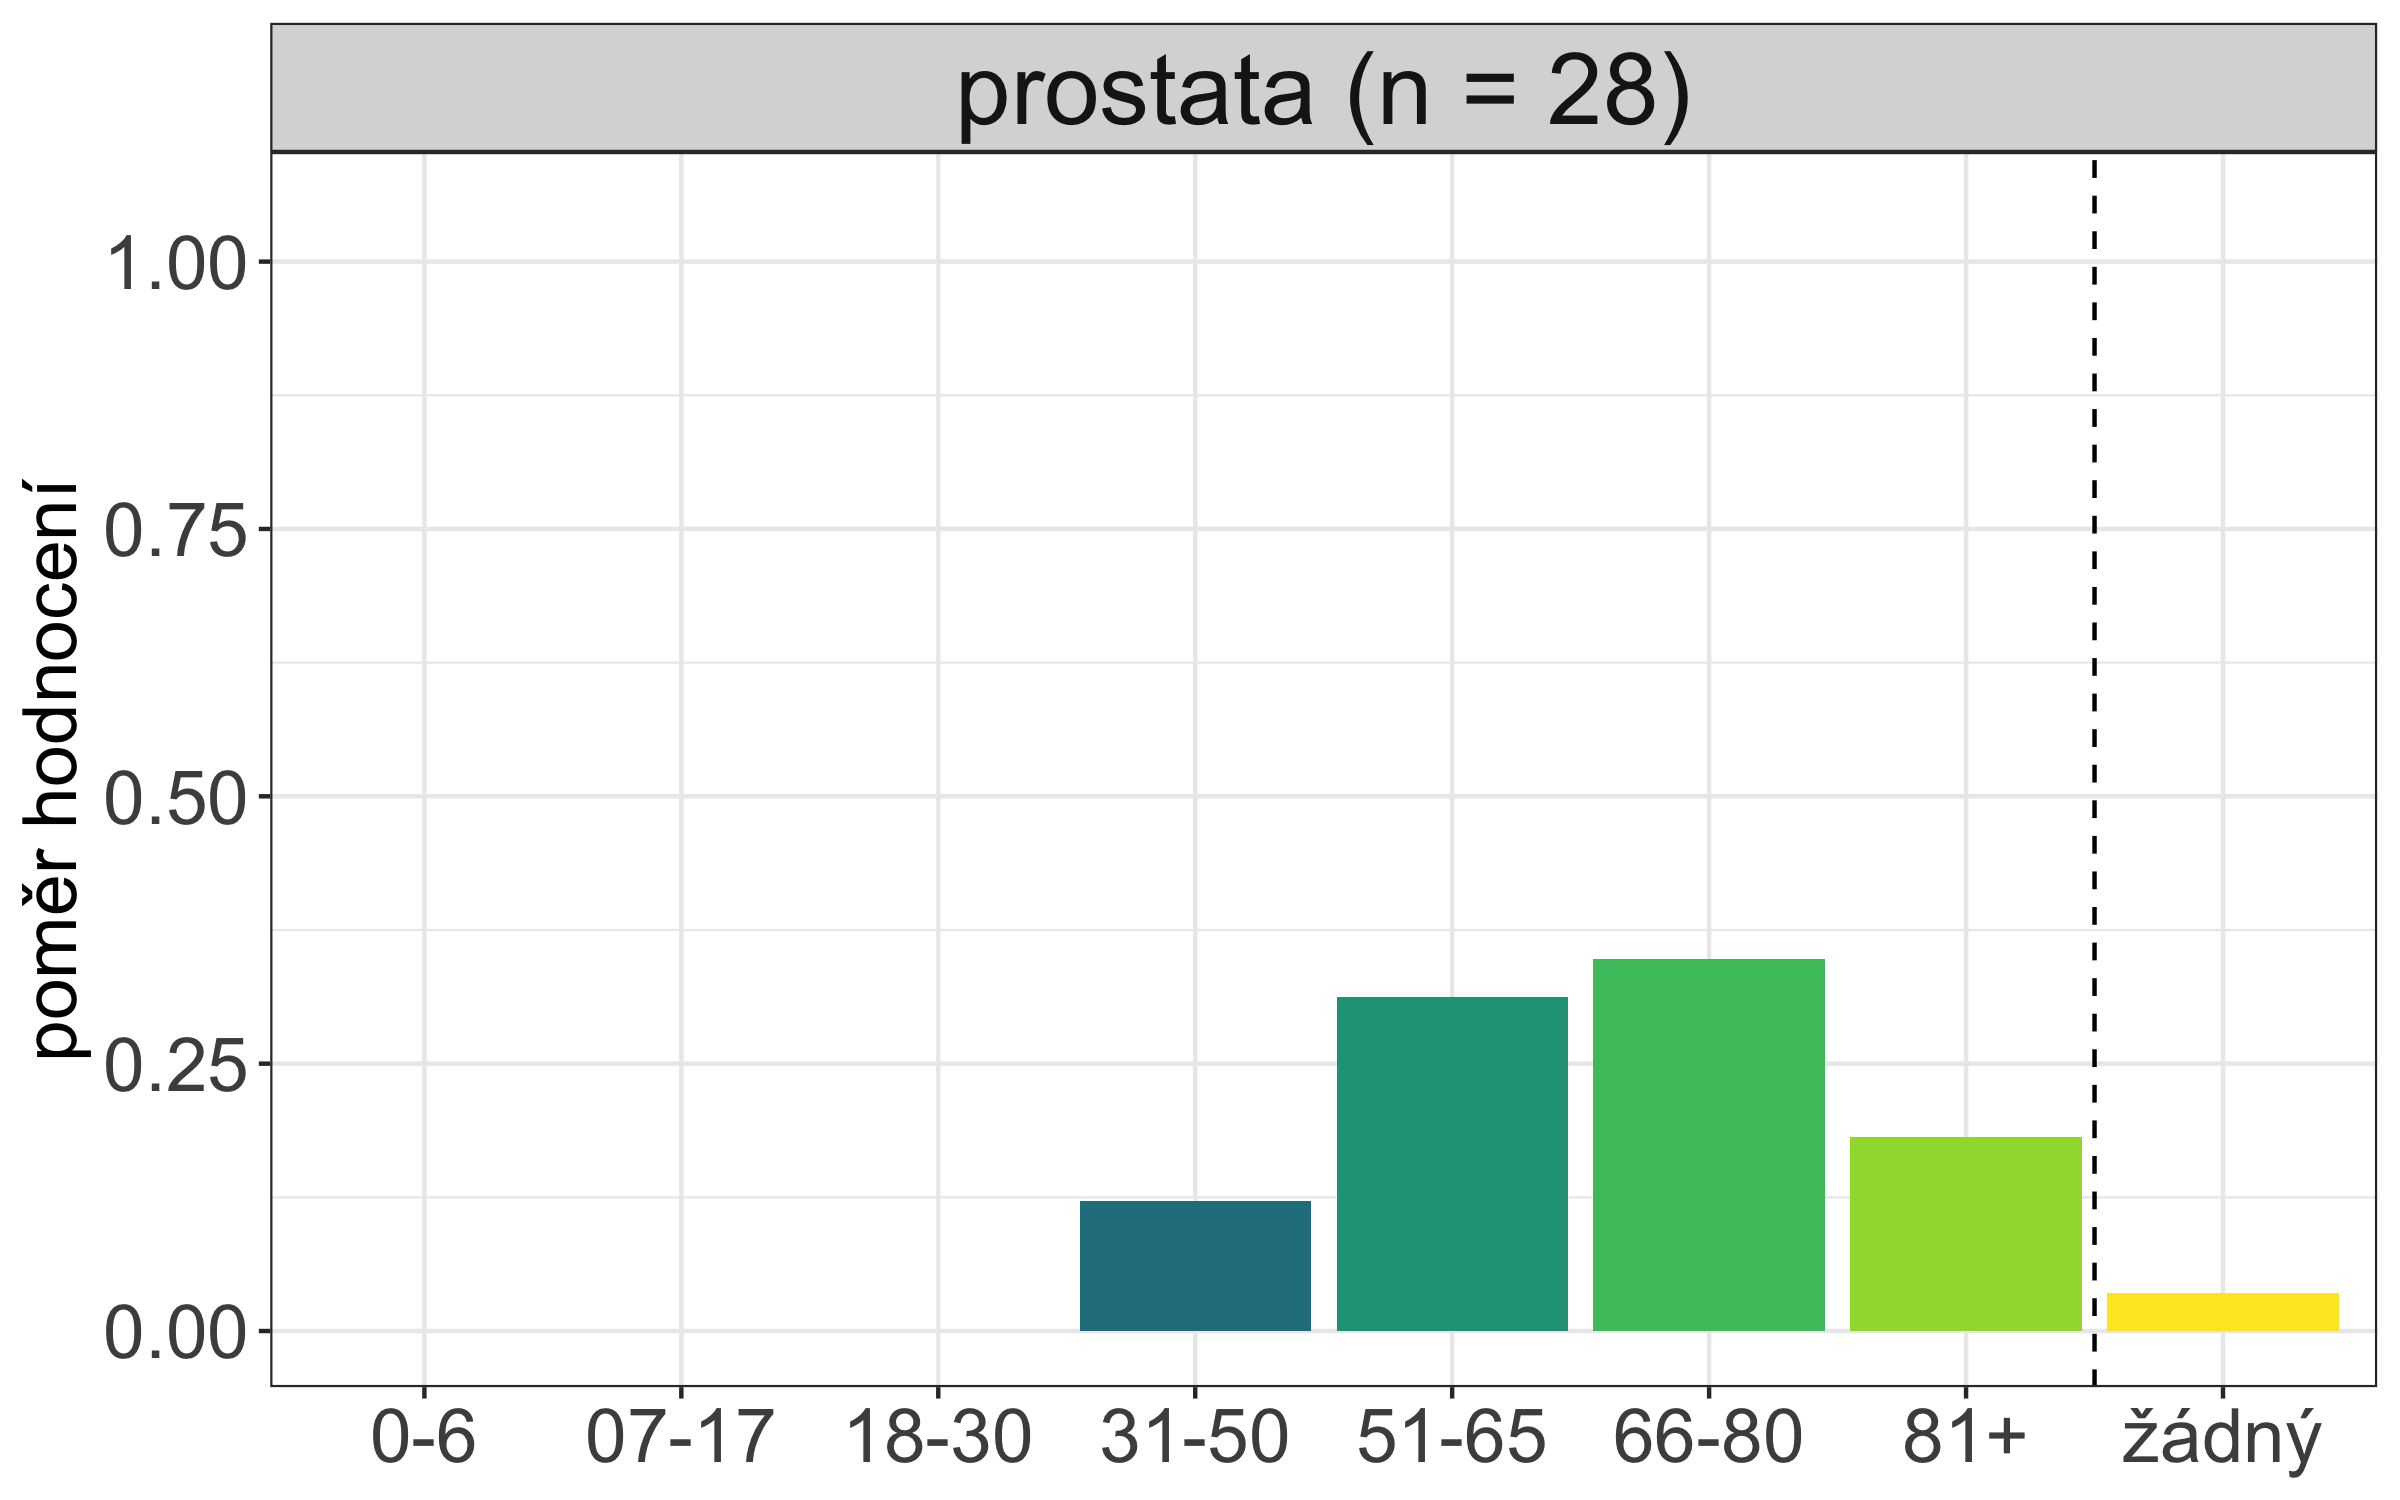 prostata (n = 28)
poměr hodnocení
1.00
0.75
0.50
0.25
0.00
0-6 07-17 18-30 31-50 51-65 66-80 81+ žádný